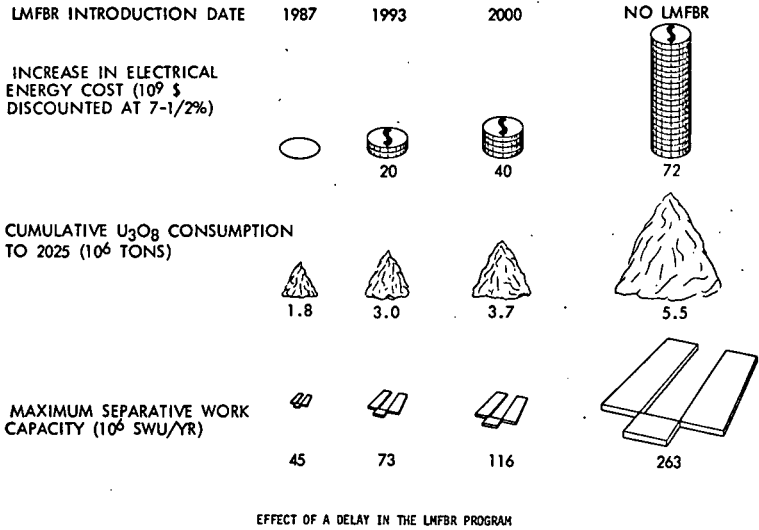 LMFBR INTRODUCTION DATE 1987 1993 2000 NO LMFBR
INCREASE IN ELECTRICAL
ENERGY COST (10⁹ $
DISCOUNTED AT 7-1/2%)
$ $ $
20 40 72
CUMULATIVE U₃O₈ CONSUMPTION
TO 2025 (10⁶ TONS)
1.8 3.0 3.7 5.5
MAXIMUM SEPARATIVE WORK
CAPACITY (10⁶ SWU/YR)
45 73 116 263
EFFECT OF A DELAY IN THE LMFBR PROGRAM